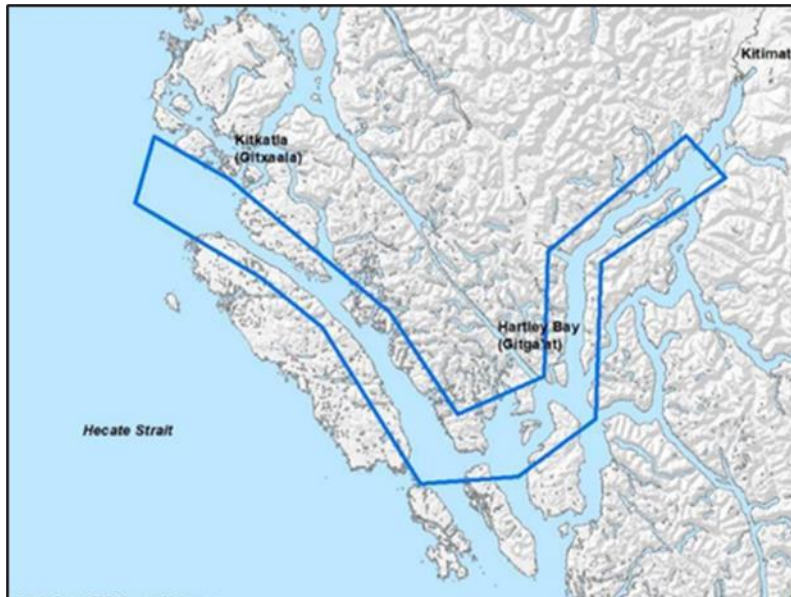 Kitimat
Kitkatla
(Gitxaala)
Hartley Bay
(Gitga'at)
Hecate Strait